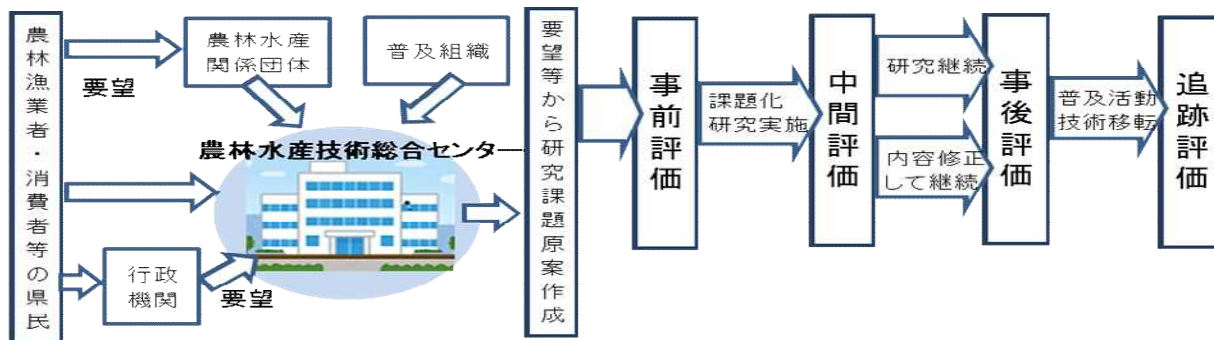 農林漁業者・消費者等の県民
要望
農林水産
関係団体
普及組織
農林水産技術総合センター
行政
機関
要望
要望等から研究課題原案作成
事前評価
課題化
研究実施
中間評価
研究継続
内容修正
して継続
事後評価
普及活動
技術移転
追跡評価